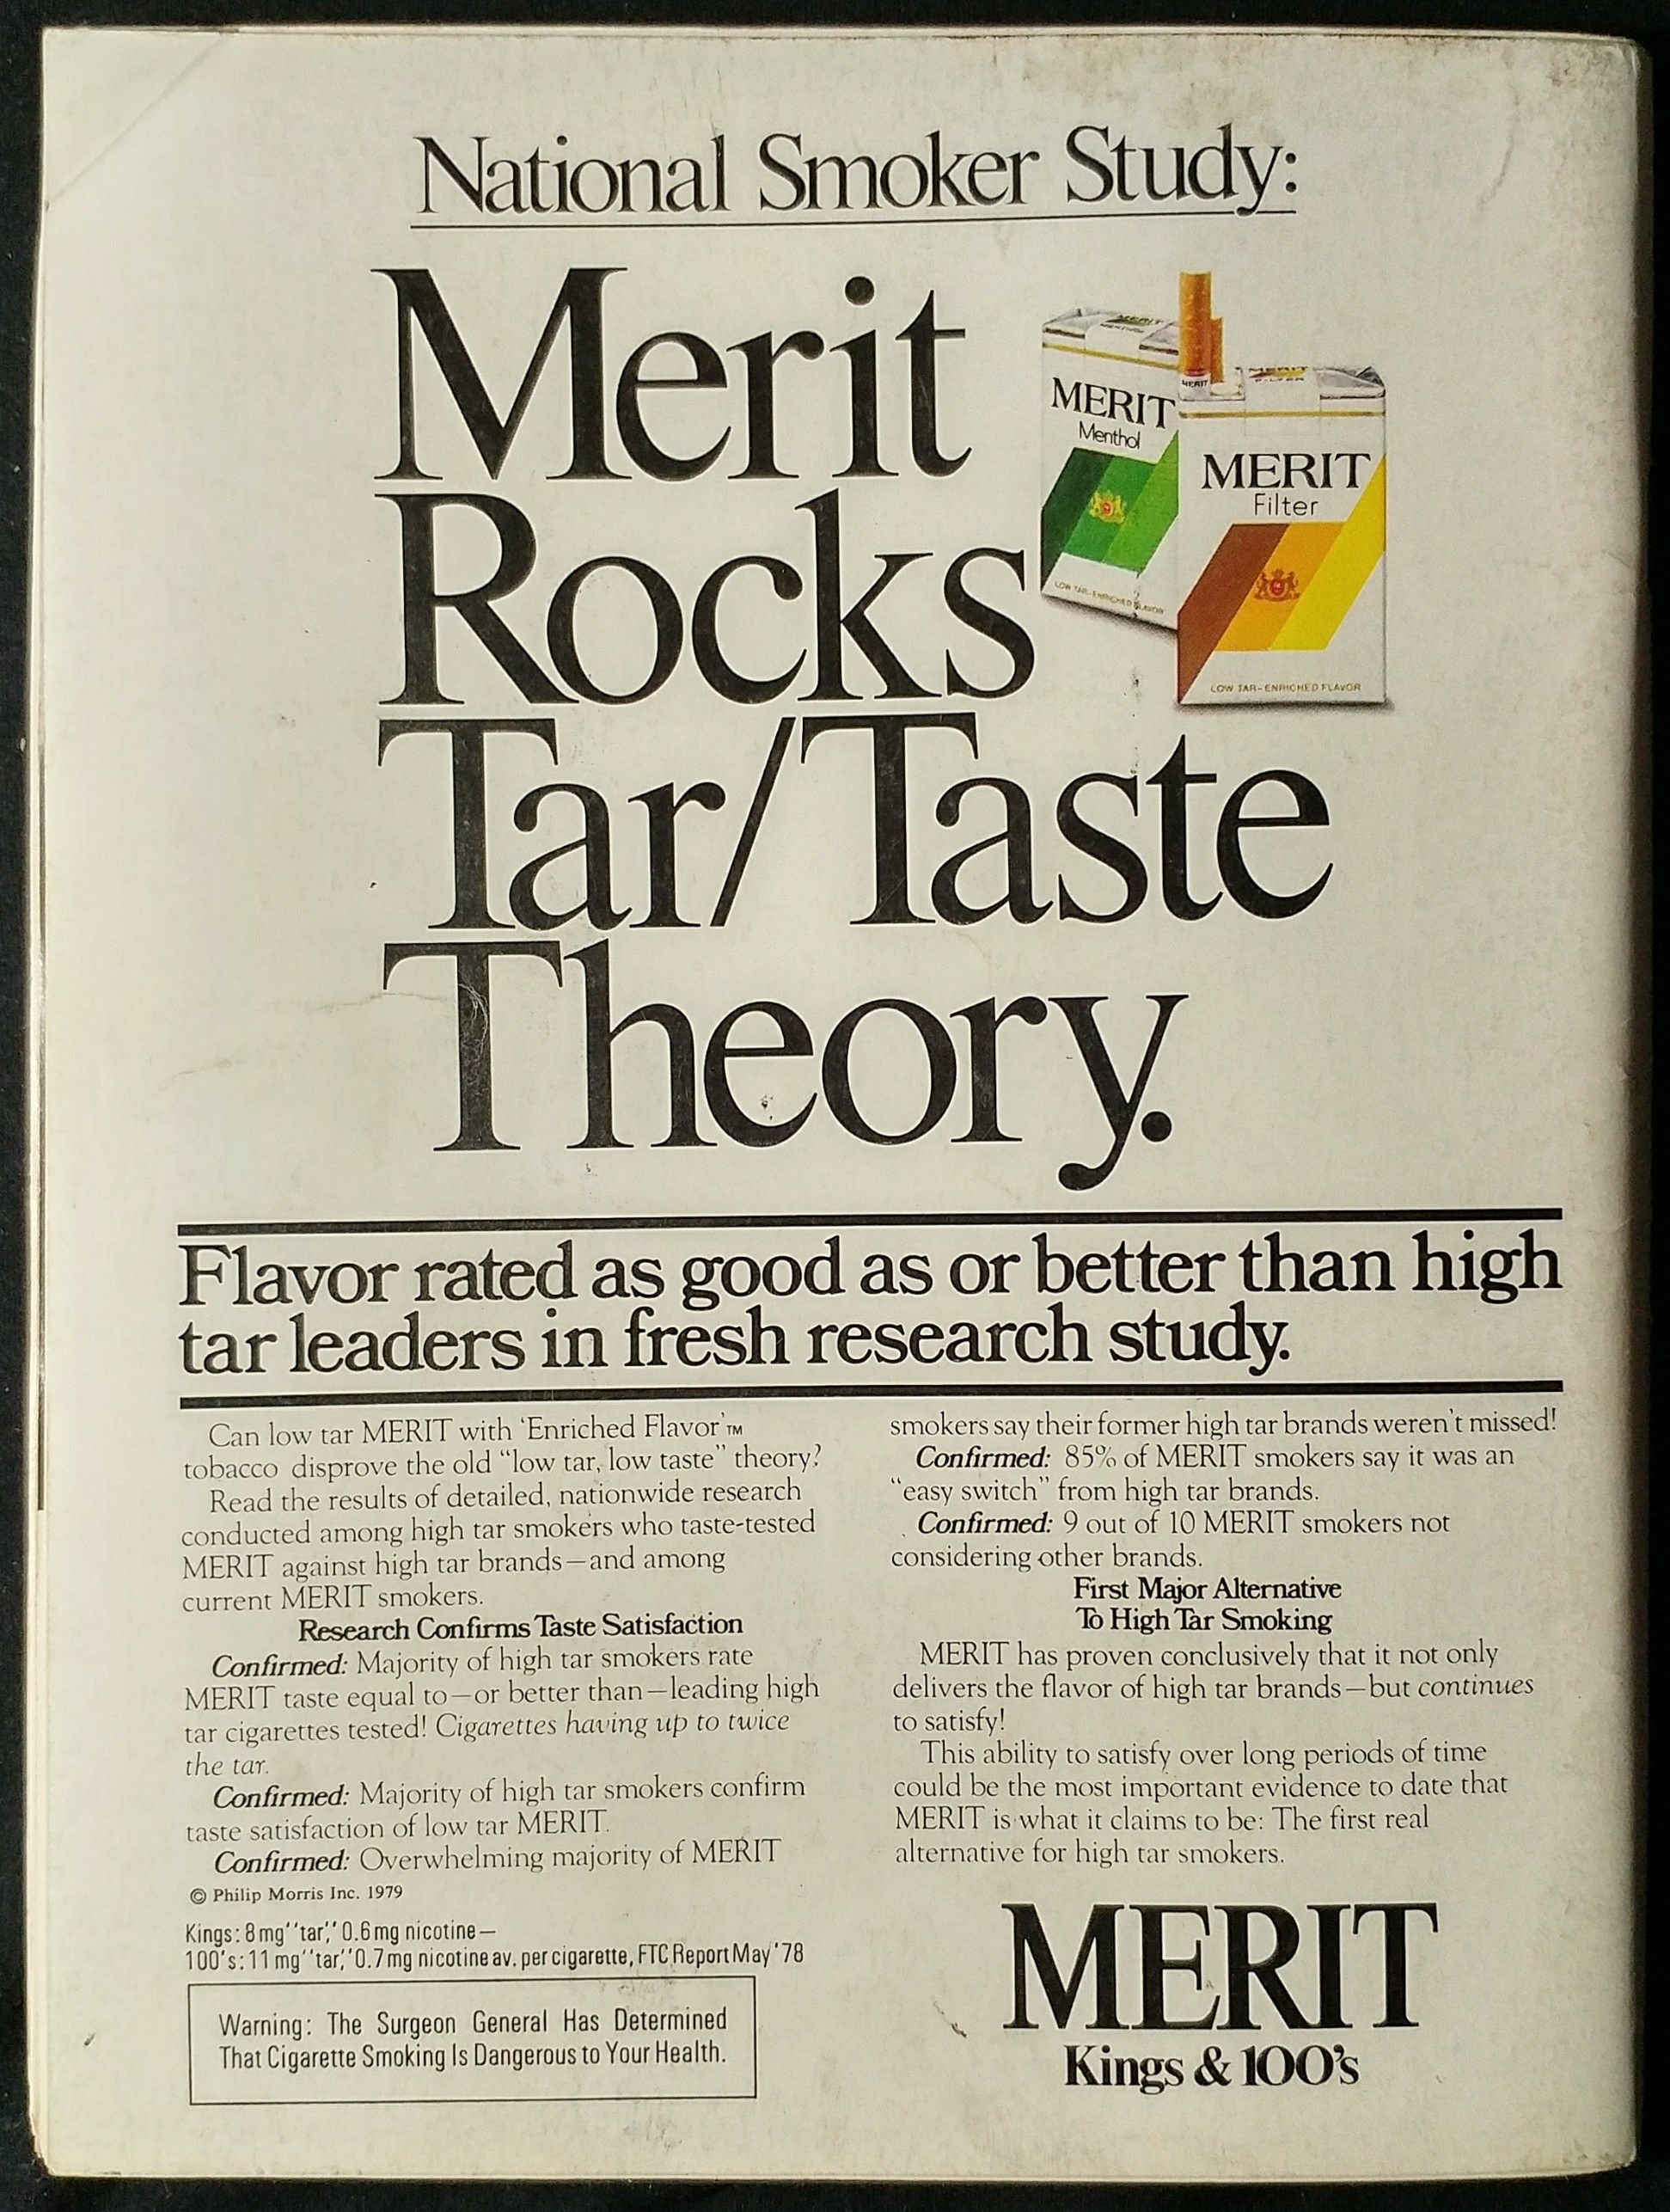 National Smoker Study:
Merit
Rocks
Tar/Taste
Theory.
MERIT
MERIT
Menthol
LOW TAR-ENRICHED FLAVOR
MERIT
MERIT
FILTER
MERIT
Filter
LOW TAR-ENRICHED FLAVOR
Flavor rated as good as or better than high
tar leaders in fresh research study.
Can low tar MERIT with ‘Enriched Flavor’™
tobacco disprove the old “low tar, low taste” theory?
Read the results of detailed, nationwide research
conducted among high tar smokers who taste-tested
MERIT against high tar brands—and among
current MERIT smokers.
Research Confirms Taste Satisfaction
Confirmed: Majority of high tar smokers rate
MERIT taste equal to—or better than—leading high
tar cigarettes tested! Cigarettes having up to twice
the tar.
Confirmed: Majority of high tar smokers confirm
taste satisfaction of low tar MERIT.
Confirmed: Overwhelming majority of MERIT
© Philip Morris Inc. 1979
Kings: 8 mg ''tar,'' 0.6 mg nicotine—
100's: 11 mg ''tar,'' 0.7 mg nicotine av. per cigarette, FTC Report May '78
Warning: The Surgeon General Has Determined
That Cigarette Smoking Is Dangerous to Your Health.
smokers say their former high tar brands weren't missed!
Confirmed: 85% of MERIT smokers say it was an
“easy switch” from high tar brands.
Confirmed: 9 out of 10 MERIT smokers not
considering other brands.
First Major Alternative
To High Tar Smoking
MERIT has proven conclusively that it not only
delivers the flavor of high tar brands—but continues
to satisfy!
This ability to satisfy over long periods of time
could be the most important evidence to date that
MERIT is what it claims to be: The first real
alternative for high tar smokers.
MERIT
Kings & 100's